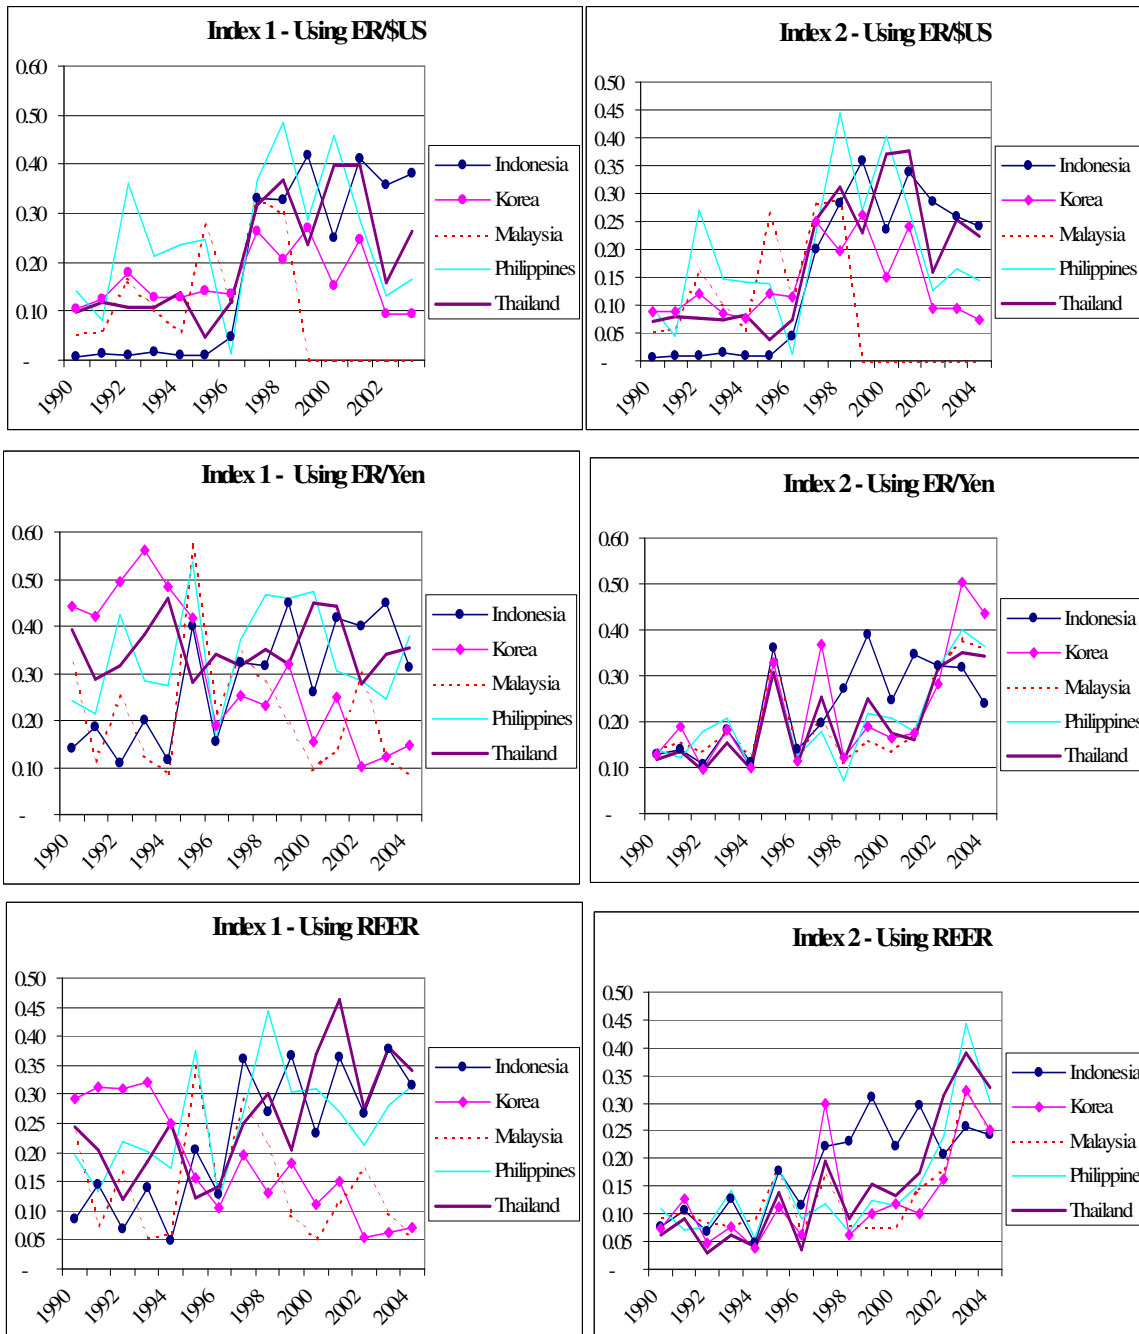 Index 1 - Using ER/$US
0.60
0.50
0.40
0.30
0.20
0.10
-
1990
1992
1994
1996
1998
2000
2002
Indonesia
Korea
Malaysia
Philippines
Thailand
Index 2 - Using ER/$US
0.50
0.45
0.40
0.35
0.30
0.25
0.20
0.15
0.10
0.05
-
1990
1992
1994
1996
1998
2000
2002
2004
Indonesia
Korea
Malaysia
Philippines
Thailand
Index 1 - Using ER/Yen
0.60
0.50
0.40
0.30
0.20
0.10
-
1990
1992
1994
1996
1998
2000
2002
2004
Indonesia
Korea
Malaysia
Philippines
Thailand
Index 2 - Using ER/Yen
0.60
0.50
0.40
0.30
0.20
0.10
-
1990
1992
1994
1996
1998
2000
2002
2004
Indonesia
Korea
Malaysia
Philippines
Thailand
Index 1 - Using REER
0.50
0.45
0.40
0.35
0.30
0.25
0.20
0.15
0.10
0.05
-
1990
1992
1994
1996
1998
2000
2002
2004
Indonesia
Korea
Malaysia
Philippines
Thailand
Index 2 - Using REER
0.50
0.45
0.40
0.35
0.30
0.25
0.20
0.15
0.10
0.05
-
1990
1992
1994
1996
1998
2000
2002
2004
Indonesia
Korea
Malaysia
Philippines
Thailand